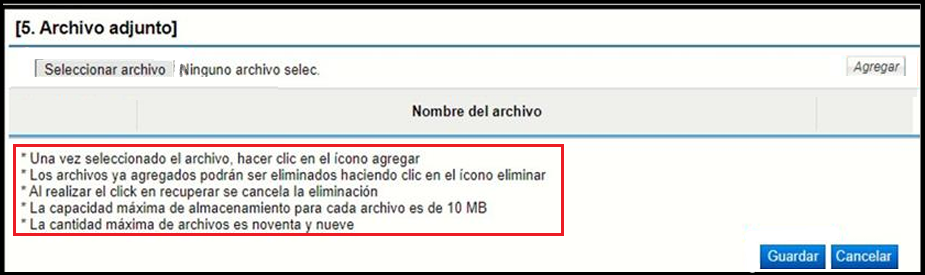 [5. Archivo adjunto]
Seleccionar archivo Ninguno archivo selec. Agregar
Nombre del archivo
* Una vez seleccionado el archivo, hacer clic en el ícono agregar
* Los archivos ya agregados podrán ser eliminados haciendo clic en el ícono eliminar
* Al realizar el click en recuperar se cancela la eliminación
* La capacidad máxima de almacenamiento para cada archivo es de 10 MB
* La cantidad máxima de archivos es noventa y nueve
Guardar Cancelar